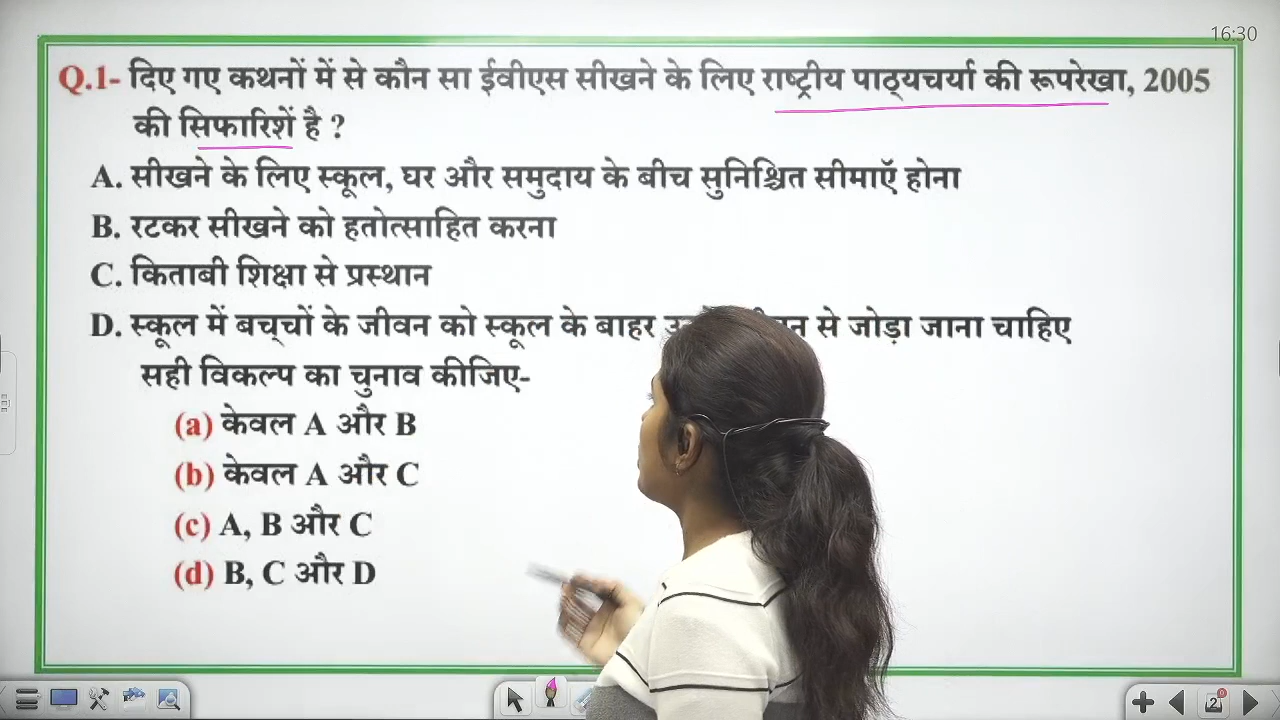 16:30
Q.1- दिए गए कथनों में से कौन सा ईवीएस सीखने के लिए राष्ट्रीय पाठ्यचर्या की रूपरेखा, 2005
की सिफारिशें है ?
A. सीखने के लिए स्कूल, घर और समुदाय के बीच सुनिश्चित सीमाएँ होना
B. रटकर सीखने को हतोत्साहित करना
C. किताबी शिक्षा से प्रस्थान
D. स्कूल में बच्चों के जीवन को स्कूल के बाहर से जोड़ा जाना चाहिए
सही विकल्प का चुनाव कीजिए-
(a) केवल A और B
(b) केवल A और C
(c) A, B और C
(d) B, C और D
2